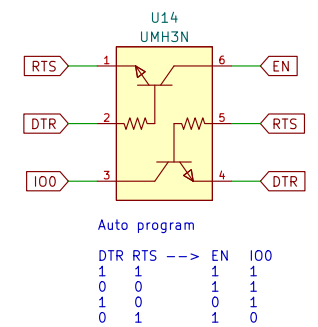 U14
UMH3N
RTS 1 6 EN
DTR 2 5 RTS
IO0 3 4 DTR
Auto program
DTR RTS --> EN IO0
1 1 1 1
0 0 1 1
1 0 0 1
0 1 1 0